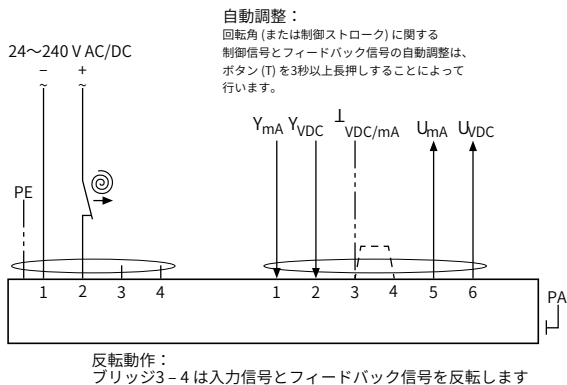 自動調整：
回転角 (または制御ストローク) に関する
制御信号とフィードバック信号の自動調整は、
ボタン (T) を3秒以上長押しすることによって
行います。
24～240 V AC/DC
− +
~ ~
YmA YVDC ⊥VDC/mA UmA UVDC
PE
1 2 3 4 1 2 3 4 5 6
PA
反転動作：
ブリッジ3 – 4 は入力信号とフィードバック信号を反転します